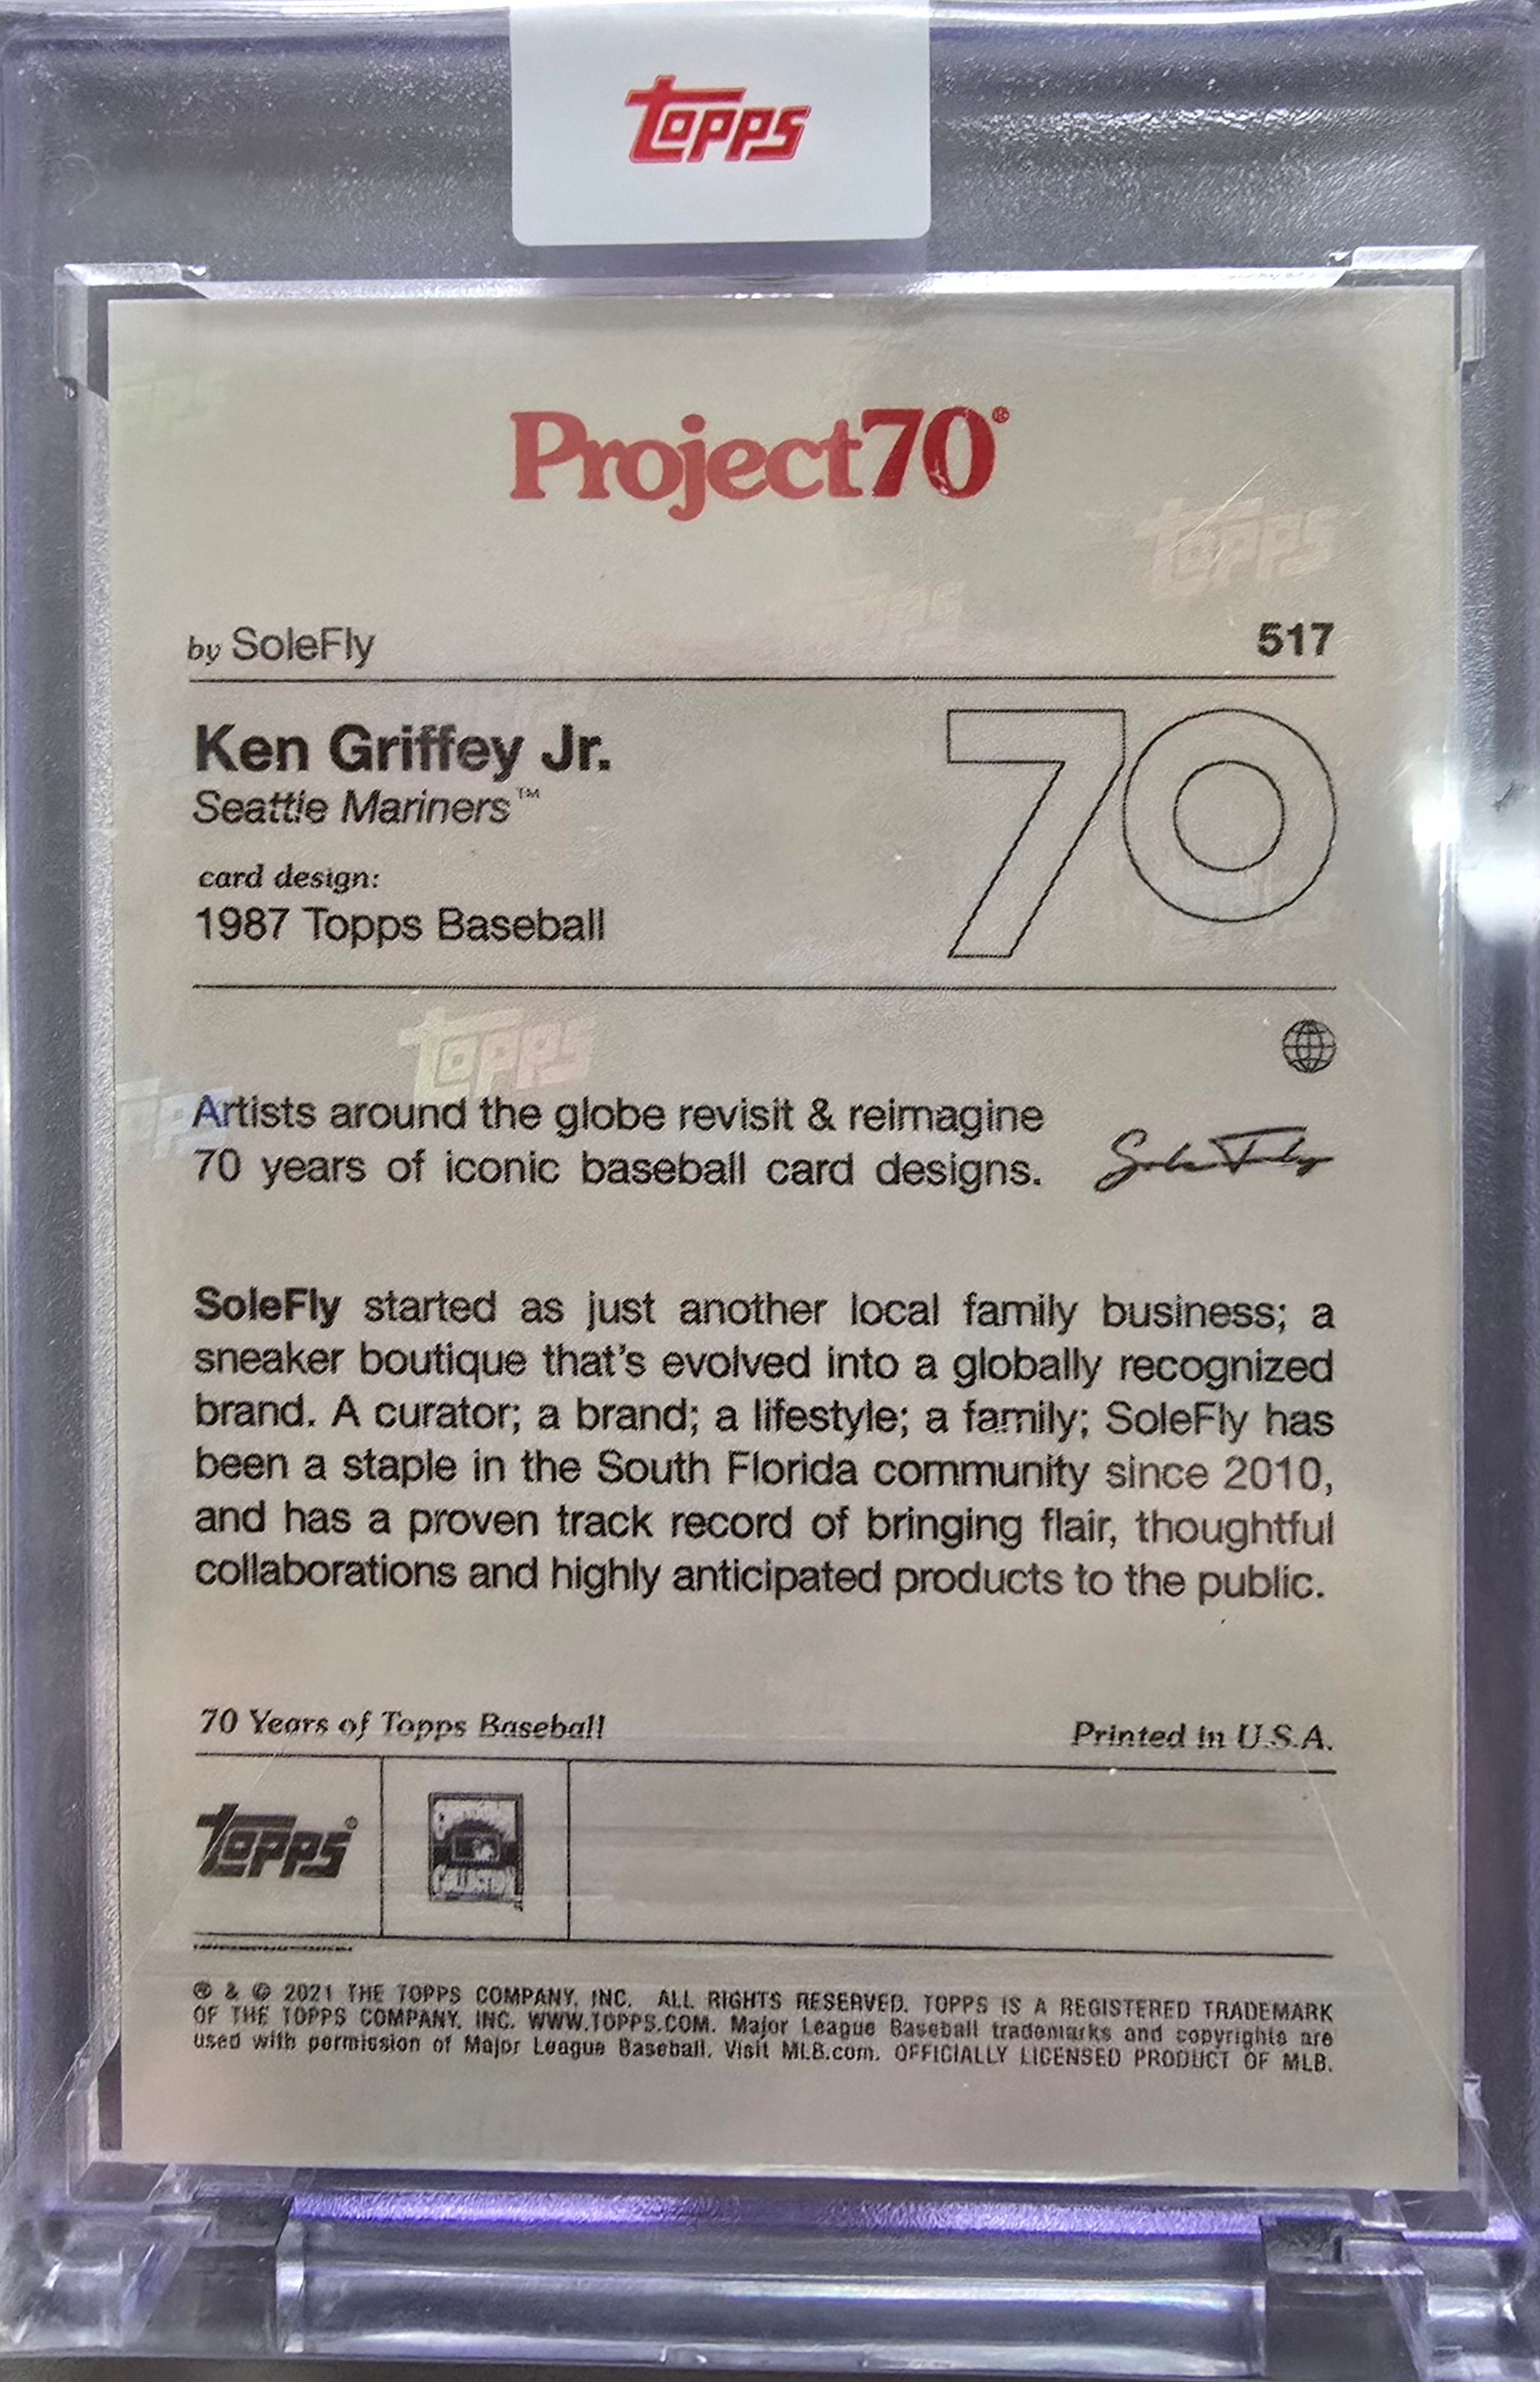 Topps
Project70®
by SoleFly
517
Ken Griffey Jr.
Seattle Mariners™
70
card design:
1987 Topps Baseball
Artists around the globe revisit & reimagine
70 years of iconic baseball card designs.
SoleFly
SoleFly started as just another local family business; a
sneaker boutique that's evolved into a globally recognized
brand. A curator; a brand; a lifestyle; a family; SoleFly has
been a staple in the South Florida community since 2010,
and has a proven track record of bringing flair, thoughtful
collaborations and highly anticipated products to the public.
70 Years of Topps Baseball
Printed in U.S.A.
Topps®
COLLECTION
® & © 2021 THE TOPPS COMPANY, INC. ALL RIGHTS RESERVED. TOPPS IS A REGISTERED TRADEMARK
OF THE TOPPS COMPANY, INC. WWW.TOPPS.COM. Major League Baseball trademarks and copyrights are
used with permission of Major League Baseball. Visit MLB.com. OFFICIALLY LICENSED PRODUCT OF MLB.